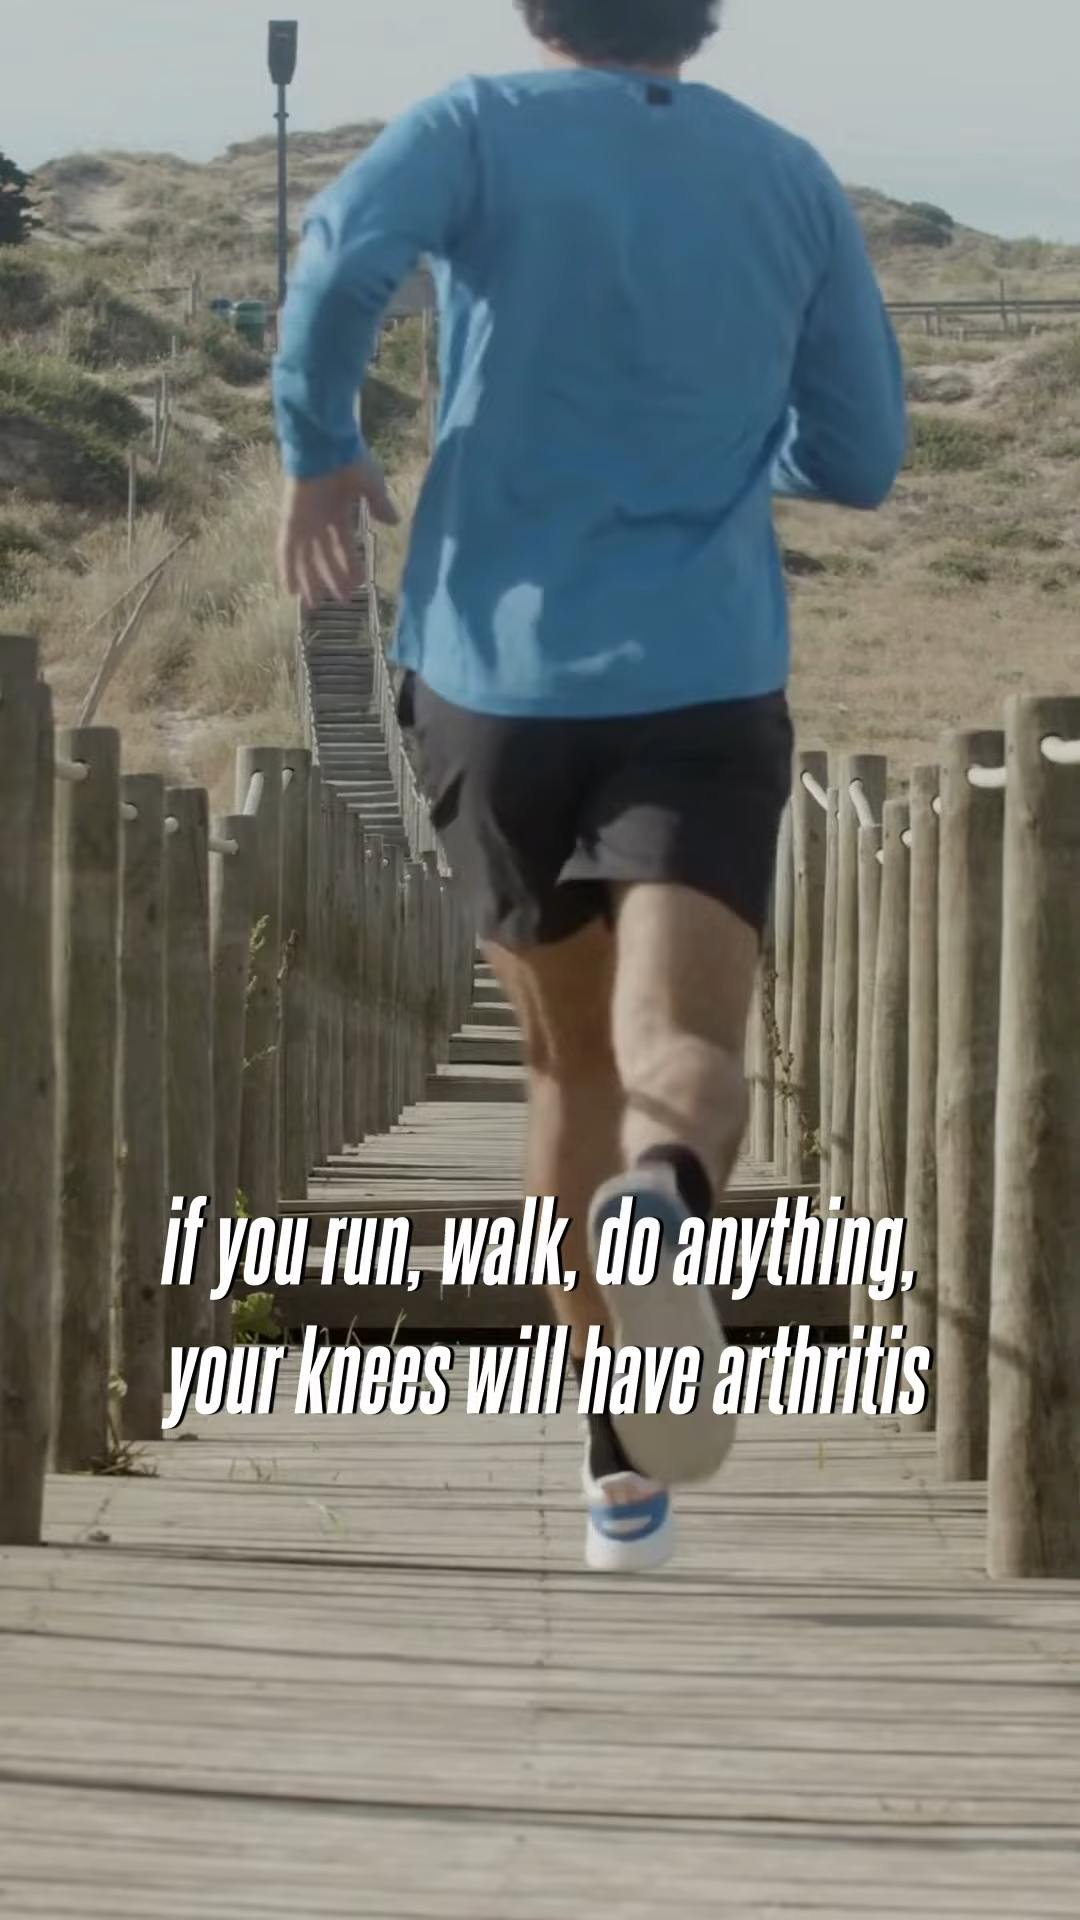 if you run, walk, do anything,
your knees will have arthritis